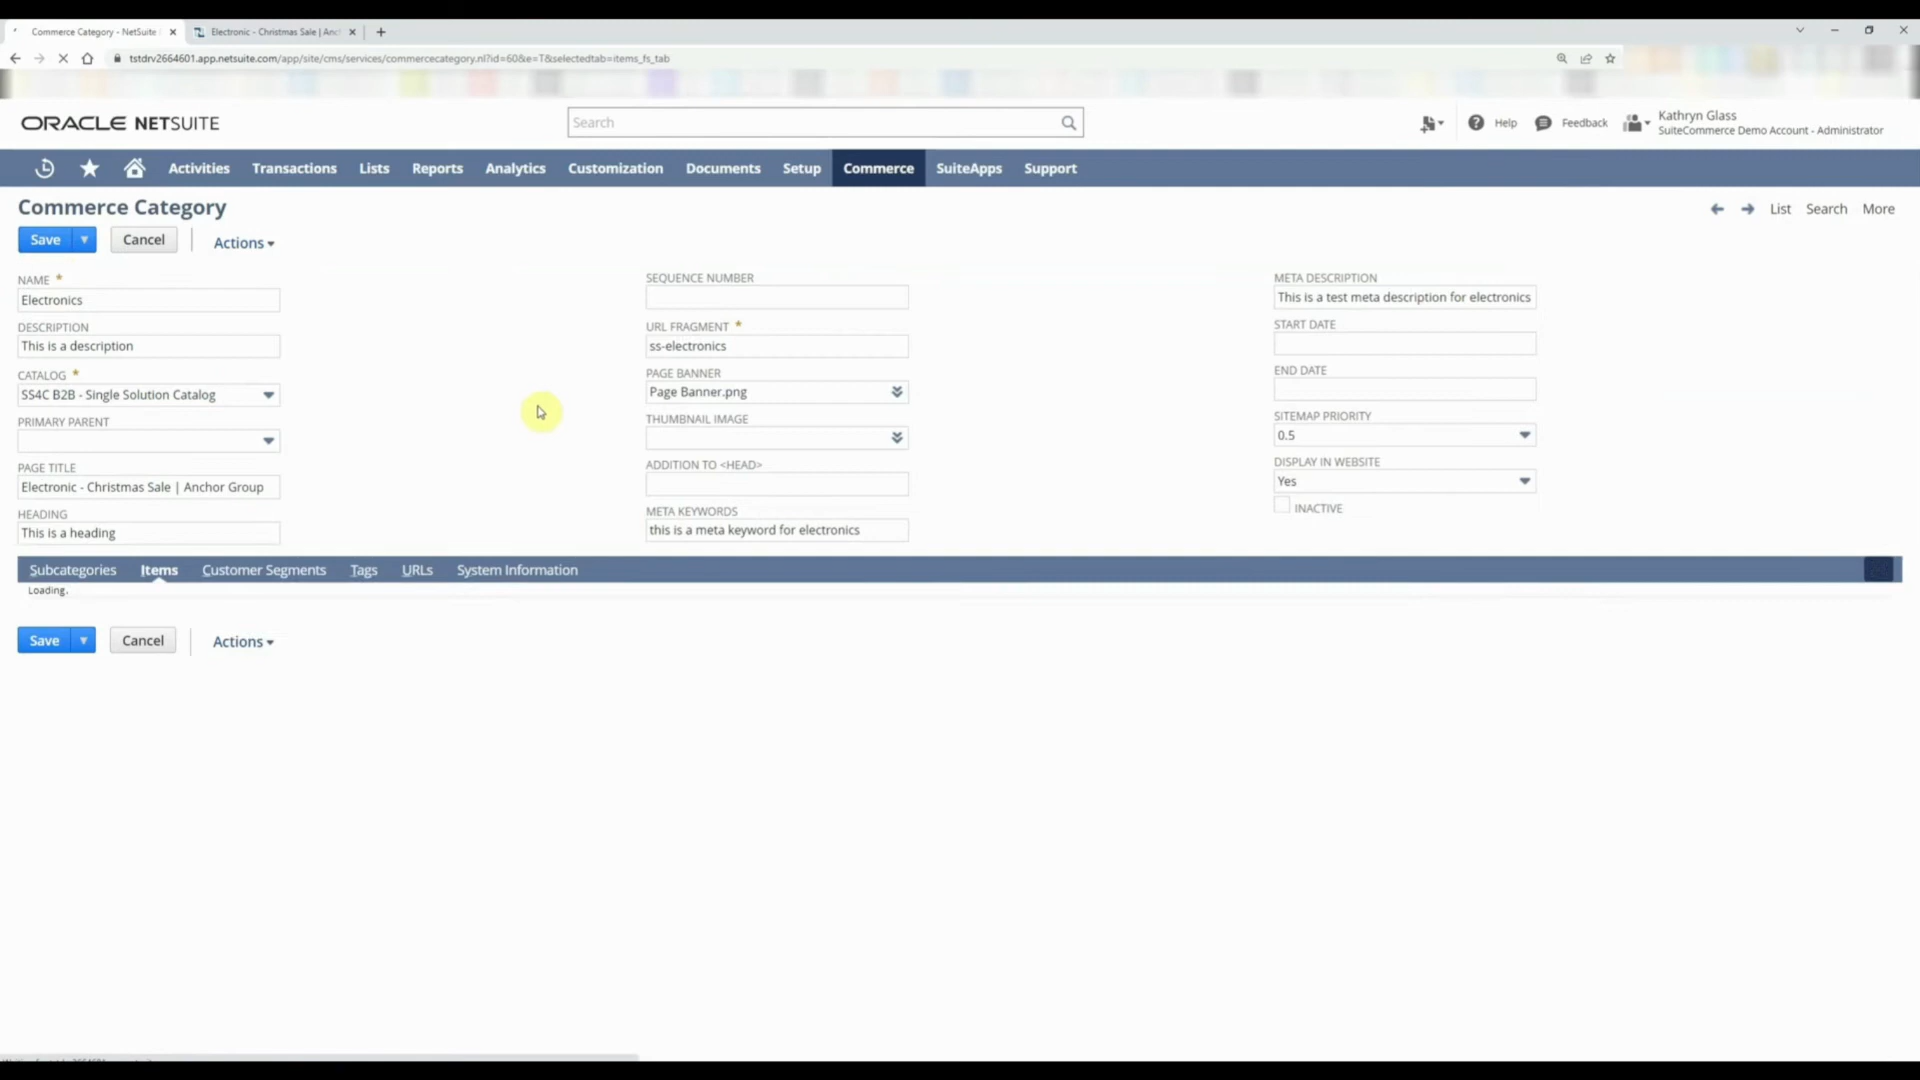 Commerce Category - NetSuite
Electronic - Christmas Sale | Anc
tstdrv2664601.app.netsuite.com/app/site/cms/services/commercecategory.nl?id=60&e=T&selectedtab=items_fs_tab
ORACLE NETSUITE
Search
Help
Feedback
Kathryn Glass
SuiteCommerce Demo Account - Administrator
Activities Transactions Lists Reports Analytics Customization Documents Setup Commerce SuiteApps Support
Commerce Category
List Search More
Save Cancel Actions
NAME *
Electronics
DESCRIPTION
This is a description
CATALOG *
SS4C B2B - Single Solution Catalog
PRIMARY PARENT
PAGE TITLE
Electronic - Christmas Sale | Anchor Group
HEADING
This is a heading
SEQUENCE NUMBER
URL FRAGMENT *
ss-electronics
PAGE BANNER
Page Banner.png
THUMBNAIL IMAGE
ADDITION TO <HEAD>
META KEYWORDS
this is a meta keyword for electronics
META DESCRIPTION
This is a test meta description for electronics
START DATE
END DATE
SITEMAP PRIORITY
0.5
DISPLAY IN WEBSITE
Yes
INACTIVE
Subcategories Items Customer Segments Tags URLs System Information
Loading.
Save Cancel Actions